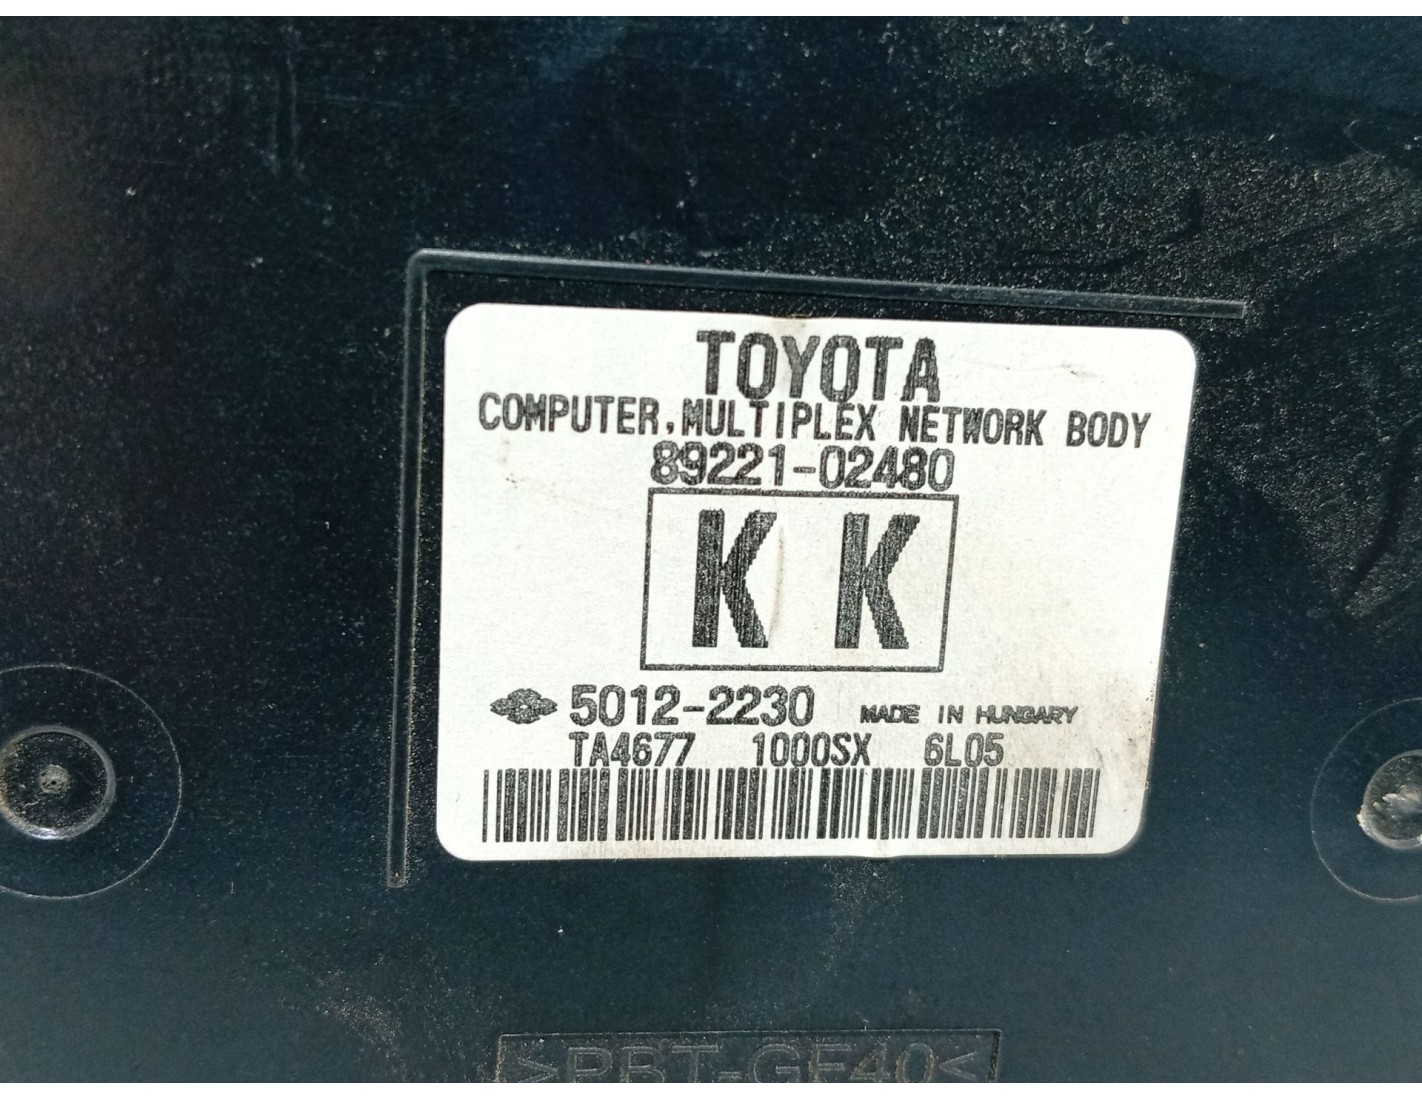 TOYOTA
COMPUTER,MULTIPLEX NETWORK BODY
89221-02480
K K
5012-2230 MADE IN HUNGARY
TA4677 1000SX 6L05
>PBT-GF40<